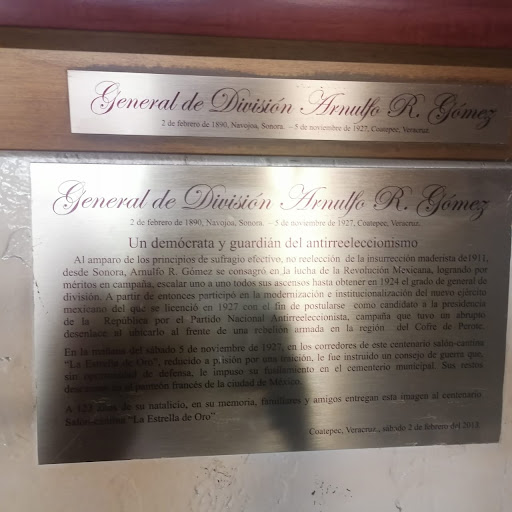 General de División Arnulfo R. Gómez
2 de febrero de 1890, Navojoa, Sonora. – 5 de noviembre de 1927, Coatepec, Veracruz.
General de División Arnulfo R. Gómez
2 de febrero de 1890, Navojoa, Sonora. – 5 de noviembre de 1927, Coatepec, Veracruz.
Un demócrata y guardián del antirreeleccionismo
Al amparo de los principios de sufragio efectivo, no reelección de la insurrección maderista de1911,
desde Sonora, Arnulfo R. Gómez se consagró en la lucha de la Revolución Mexicana, logrando por
méritos en campaña, escalar uno a uno todos sus ascensos hasta obtener en 1924 el grado de general de
división. A partir de entonces participó en la modernización e institucionalización del nuevo ejército
mexicano del que se licenció en 1927 con el fin de postularse como candidato a la presidencia
de la República por el Partido Nacional Antirreeleccionista, campaña que tuvo un abrupto
desenlace al ubicarlo al frente de una rebelión armada en la región del Cofre de Perote.
En la mañana del sábado 5 de noviembre de 1927, en los corredores de este centenario salón-cantina
"La Estrella de Oro", reducido a prisión por una traición, le fue instruido un consejo de guerra que,
sin oportunidad de defensa, le impuso su fusilamiento en el cementerio municipal. Sus restos
descansan en el panteón francés de la ciudad de México.
A 123 años de su natalicio, en su memoria, familiares y amigos entregan esta imagen al centenario
Salón-cantina "La Estrella de Oro"
Coatepec, Veracruz., sábado 2 de febrero del 2013.